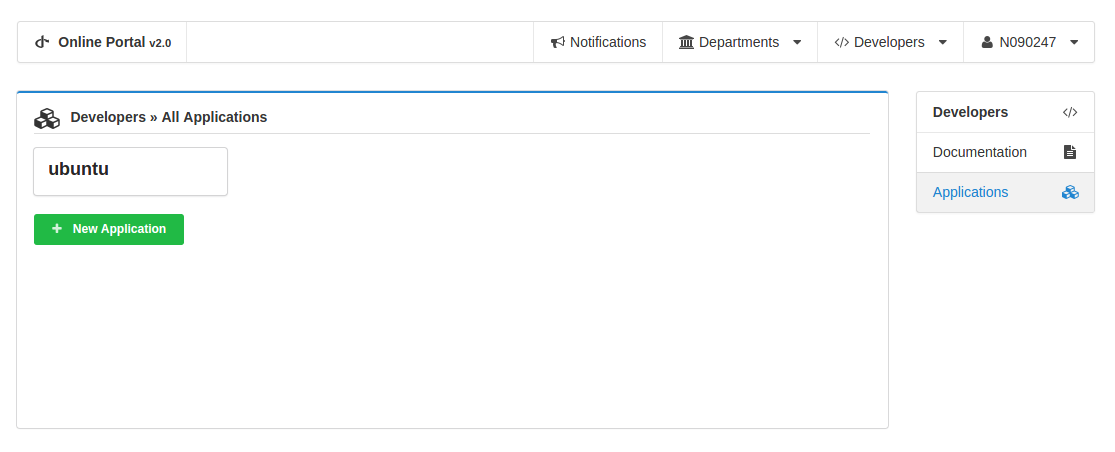 Online Portal v2.0
Notifications
Departments
Developers
N090247
Developers » All Applications
ubuntu
New Application
Developers
Documentation
Applications